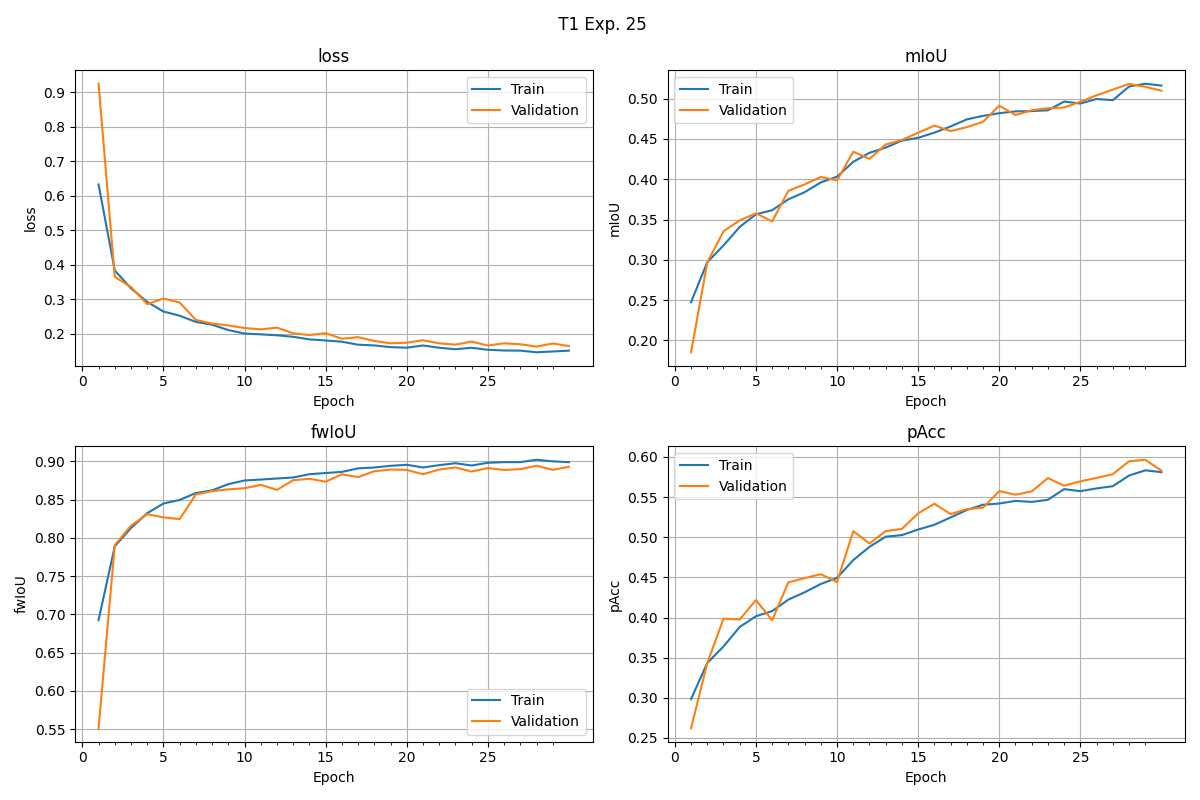 T1 Exp. 25
loss
Train
Validation
0.9
0.8
0.7
0.6
0.5
0.4
0.3
0.2
loss
0 5 10 15 20 25
Epoch
mIoU
Train
Validation
0.50
0.45
0.40
0.35
0.30
0.25
0.20
mIoU
0 5 10 15 20 25
Epoch
fwIoU
0.90
0.85
0.80
0.75
0.70
0.65
0.60
0.55
fwIoU
Train
Validation
0 5 10 15 20 25
Epoch
pAcc
Train
Validation
0.60
0.55
0.50
0.45
0.40
0.35
0.30
0.25
pAcc
0 5 10 15 20 25
Epoch